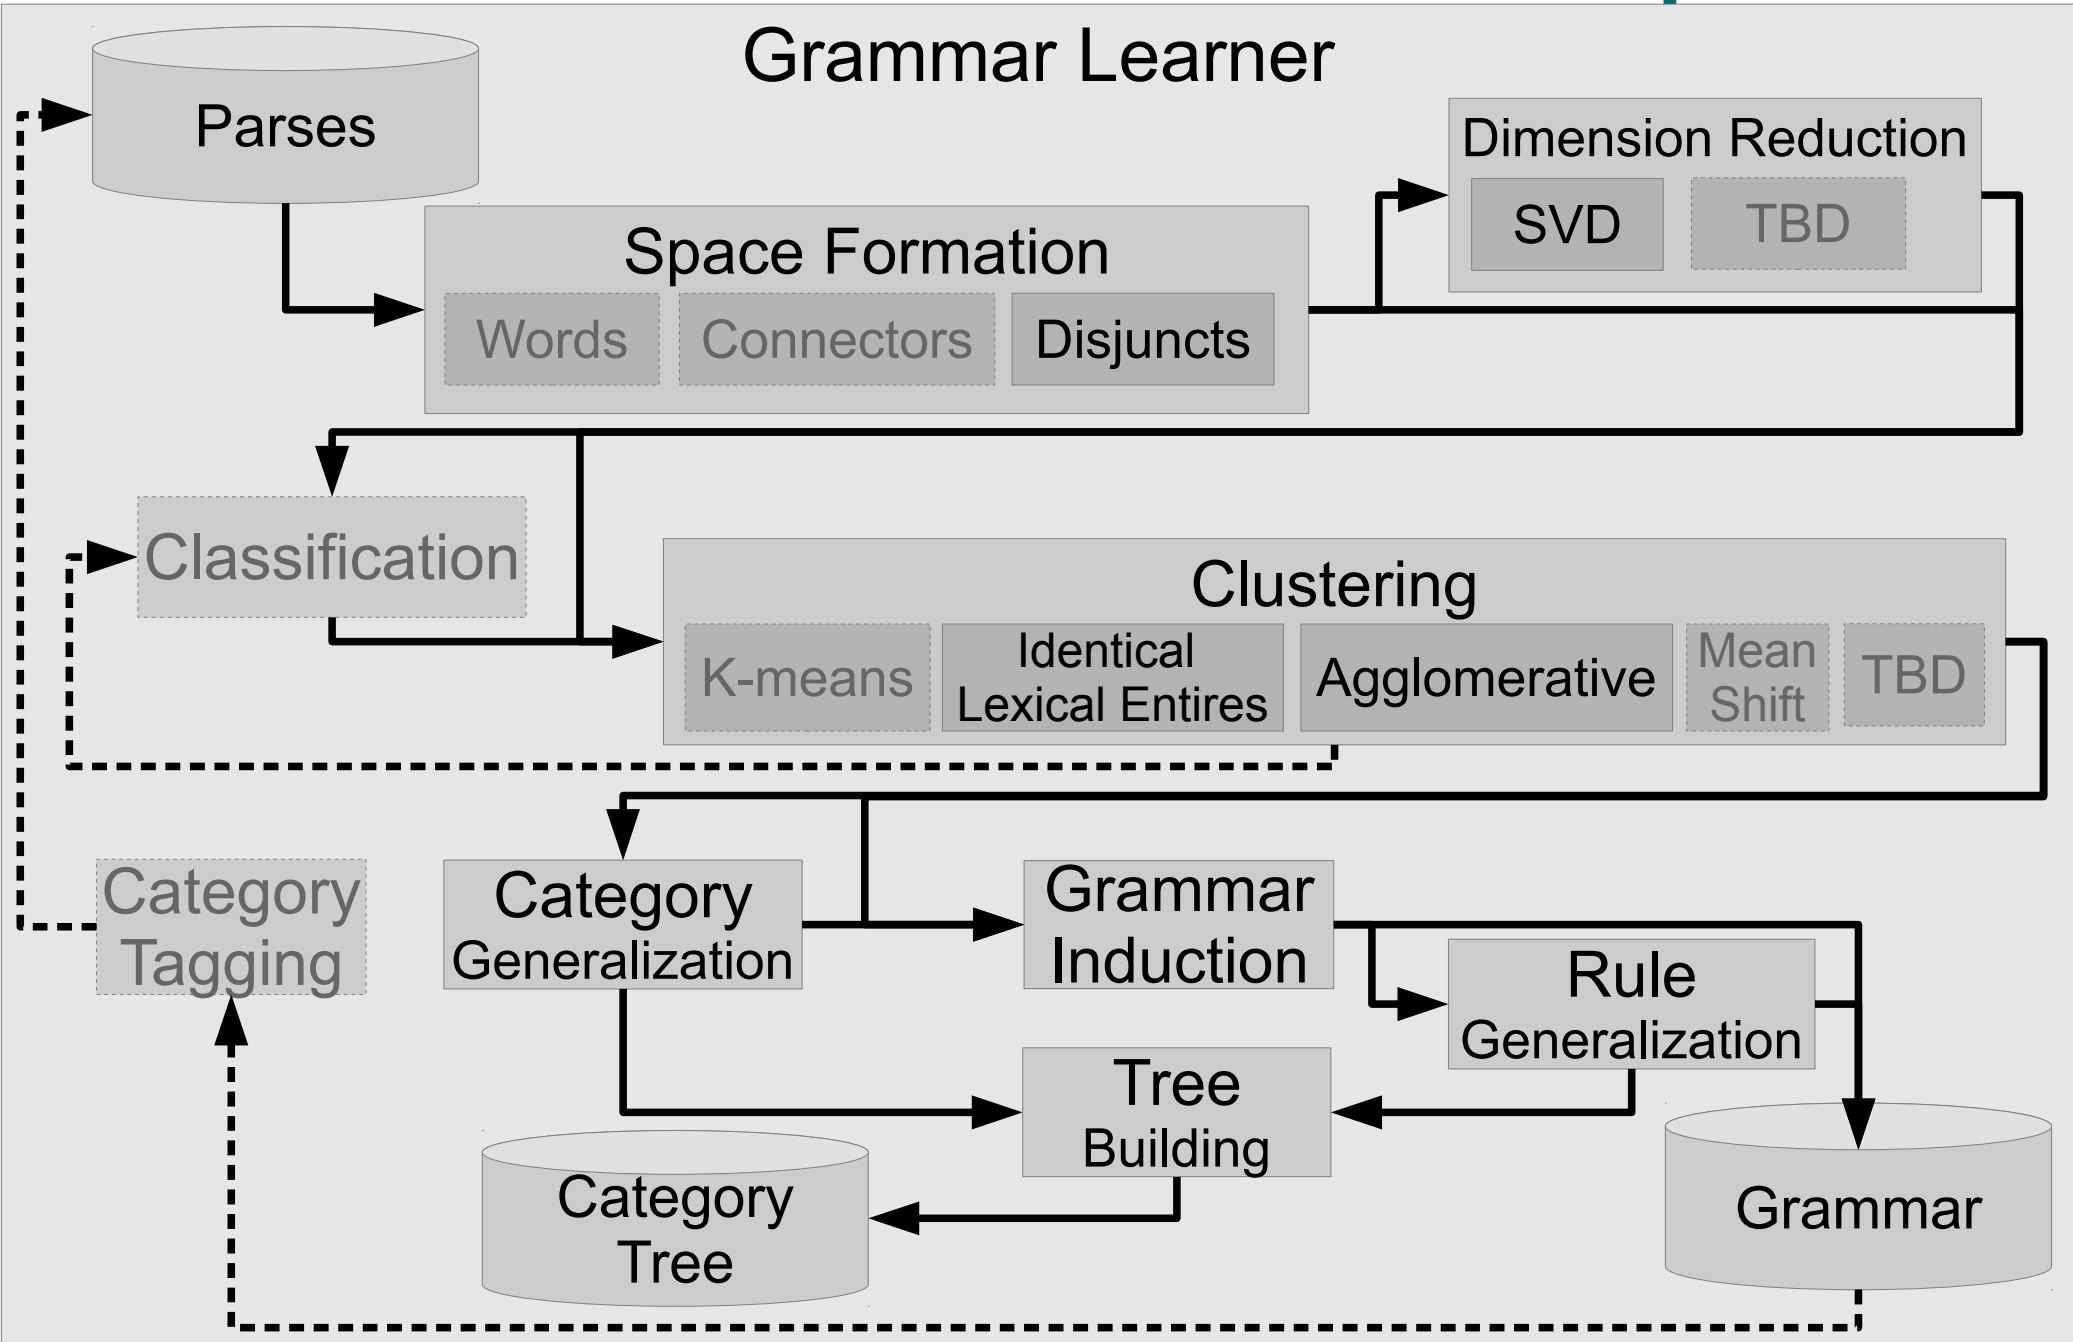 Grammar Learner
Parses
Dimension Reduction
SVD
TBD
Space Formation
Words
Connectors
Disjuncts
Classification
Clustering
K-means
Identical
Lexical Entires
Agglomerative
Mean
Shift
TBD
Category
Tagging
Category
Generalization
Grammar
Induction
Rule
Generalization
Tree
Building
Category
Tree
Grammar